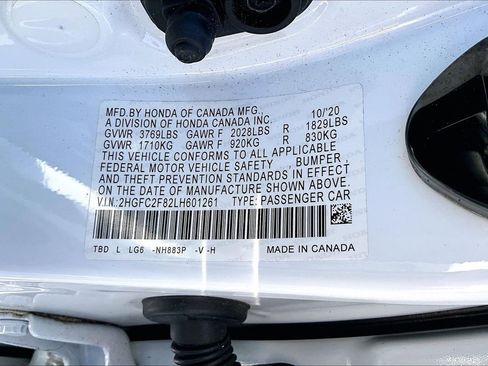 MFD.BY HONDA OF CANADA MFG., 10/'20
A DIVISION OF HONDA CANADA INC.
GVWR 3769LBS GAWR F 2028LBS R 1829LBS
GVWR 1710KG GAWR F 920KG R 830KG
THIS VEHICLE CONFORMS TO ALL APPLICABLE
FEDERAL MOTOR VEHICLE SAFETY BUMPER,
AND THEFT PREVENTION STANDARDS IN EFFECT
ON THE DATE OF MANUFACTURE SHOWN ABOVE.
V.I.N.:2HGFC2F82LH601261 TYPE:PASSENGER CAR
TBD L LG6 -NH883P -V-H MADE IN CANADA